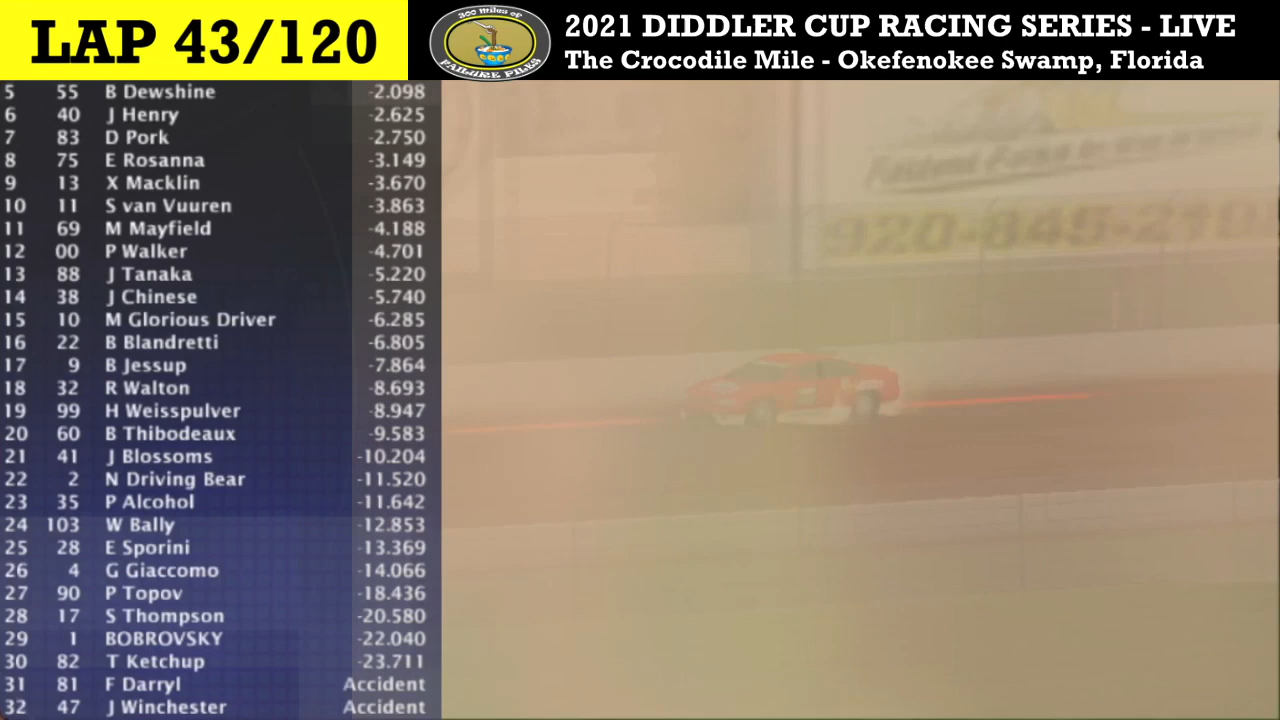 LAP 43/120
300 Miles of
FAILURE PILES
2021 DIDDLER CUP RACING SERIES - LIVE
The Crocodile Mile - Okefenokee Swamp, Florida
5 55 B Dewshine -2.098
6 40 J Henry -2.625
7 83 D Pork -2.750
8 75 E Rosanna -3.149
9 13 X Macklin -3.670
10 11 S van Vuuren -3.863
11 69 M Mayfield -4.188
12 00 P Walker -4.701
13 88 J Tanaka -5.220
14 38 J Chinese -5.740
15 10 M Glorious Driver -6.285
16 22 B Blandretti -6.805
17 9 B Jessup -7.864
18 32 R Walton -8.693
19 99 H Weisspulver -8.947
20 60 B Thibodeaux -9.583
21 41 J Blossoms -10.204
22 2 N Driving Bear -11.520
23 35 P Alcohol -11.642
24 103 W Bally -12.853
25 28 E Sporini -13.369
26 4 G Giaccomo -14.066
27 90 P Topov -18.436
28 17 S Thompson -20.580
29 1 BOBROVSKY -22.040
30 82 T Ketchup -23.711
31 81 F Darryl Accident
32 47 J Winchester Accident